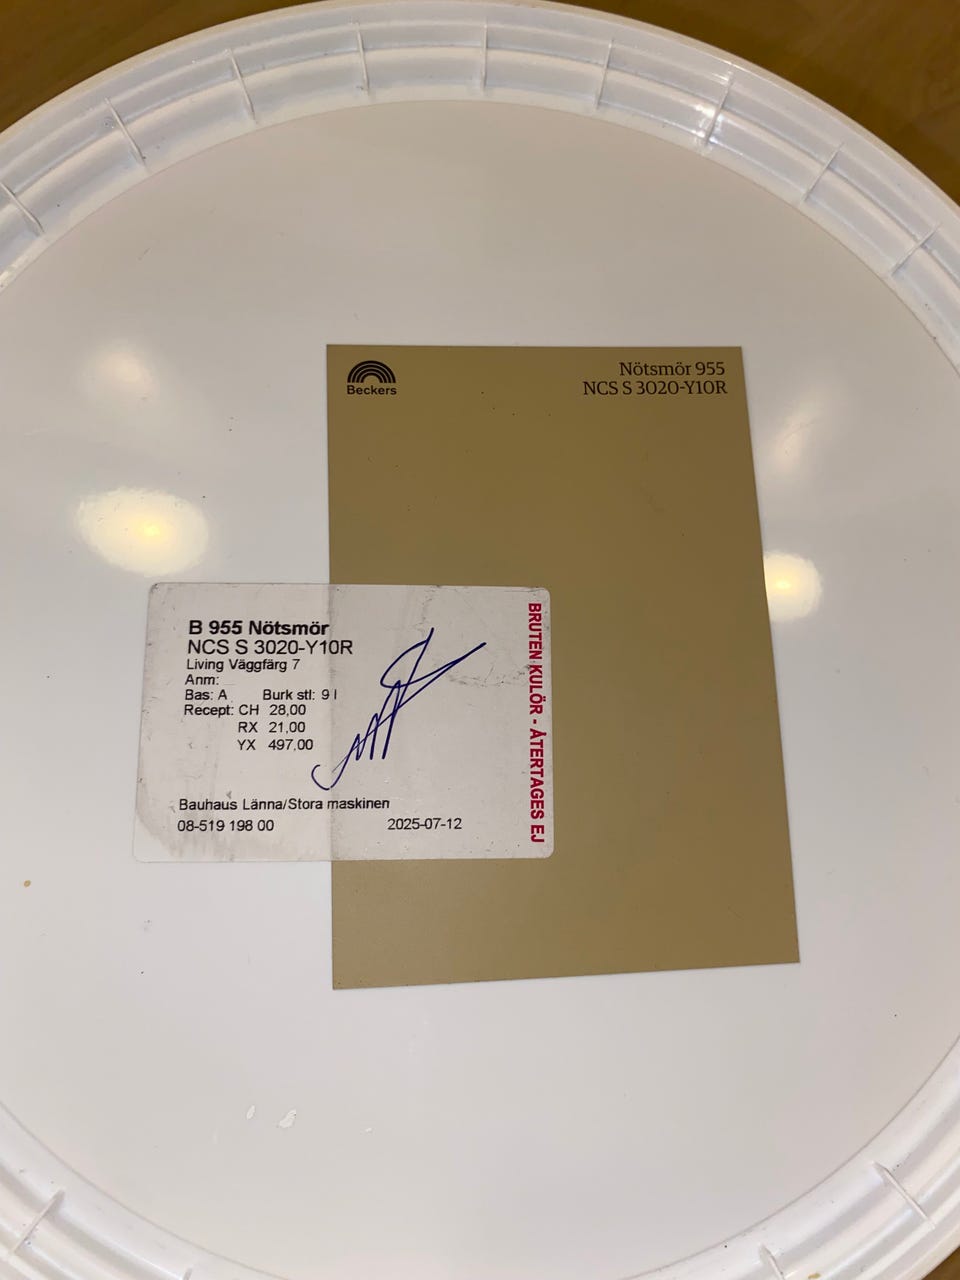 Beckers
Nötsmör 955
NCS S 3020-Y10R
B 955 Nötsmör
NCS S 3020-Y10R
Living Väggfärg 7
Anm:
Bas: A Burk stl: 9 l
Recept: CH 28,00
RX 21,00
YX 497,00
Bauhaus Länna/Stora maskinen
08-519 198 00 2025-07-12
BRUTEN KULÖR - ÅTERTAGES EJ